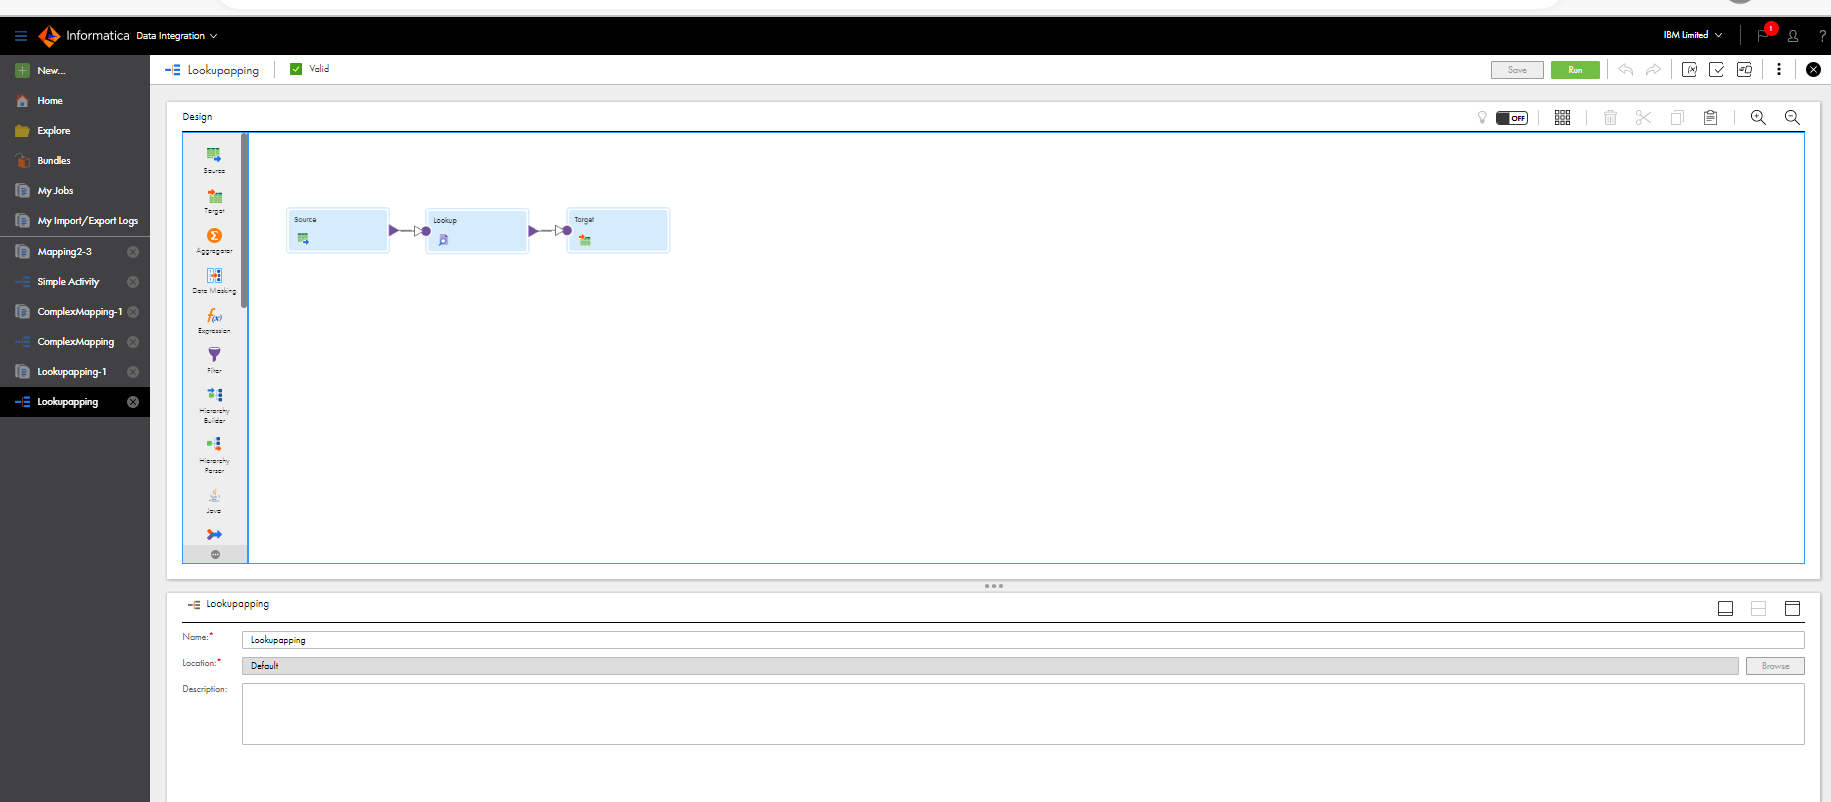 Informatica Data Integration
IBM Limited
1
?
New...
Home
Explore
Bundles
My Jobs
My Import/Export Logs
Mapping2-3
Simple Activity
ComplexMapping-1
ComplexMapping
Lookupapping-1
Lookupapping
Lookupapping
Valid
Save
Run
Design
OFF
Source
Target
Aggregator
Data Masking
Expression
Filter
Hierarchy
Builder
Hierarchy
Parser
Java
Source
Lookup
Target
Lookupapping
Name:*
Lookupapping
Location:*
Default
Browse
Description: